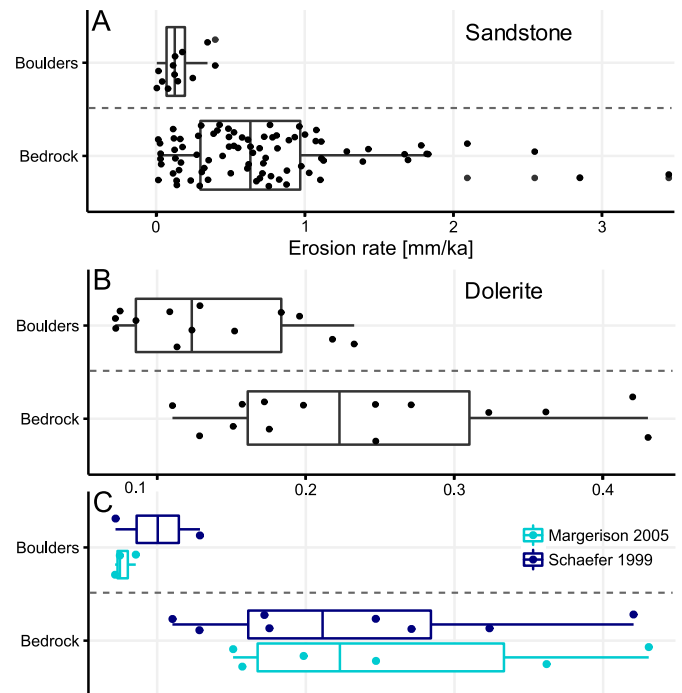 A
Sandstone
Boulders
Bedrock
0 1 2 3
Erosion rate [mm/ka]
B
Dolerite
Boulders
Bedrock
0.1 0.2 0.3 0.4
C
Boulders
Margerison 2005
Schaefer 1999
Bedrock